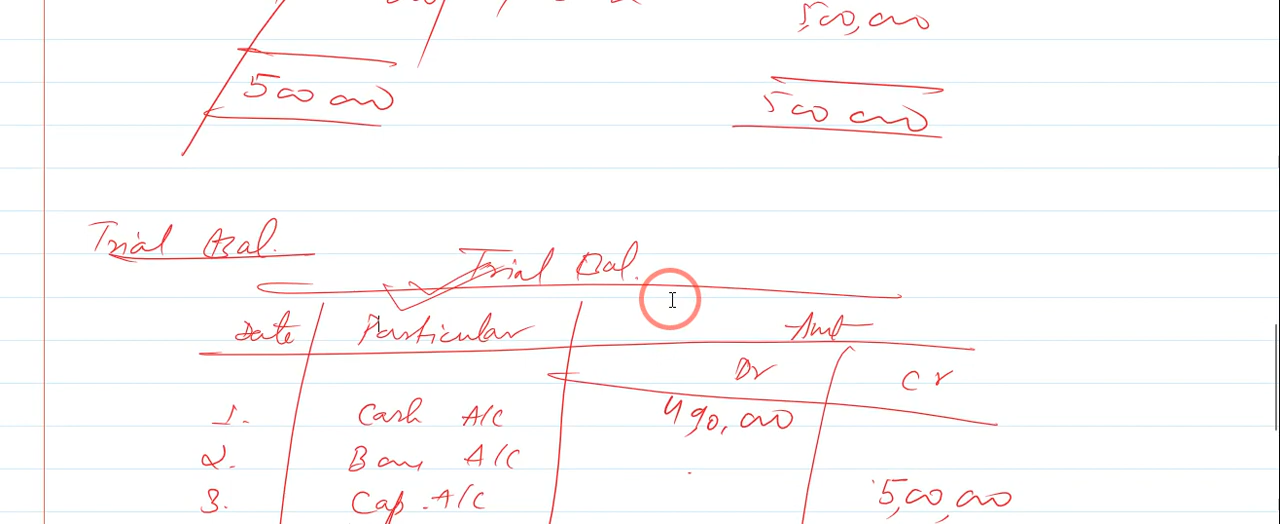 500,000
500 000
500 000
Trial Bal.
Trial Bal.
Date Particular Amt
Dr Cr
1. Cash A/C 490,000
2. Bank A/C
3. Cap. A/C 5,00,000